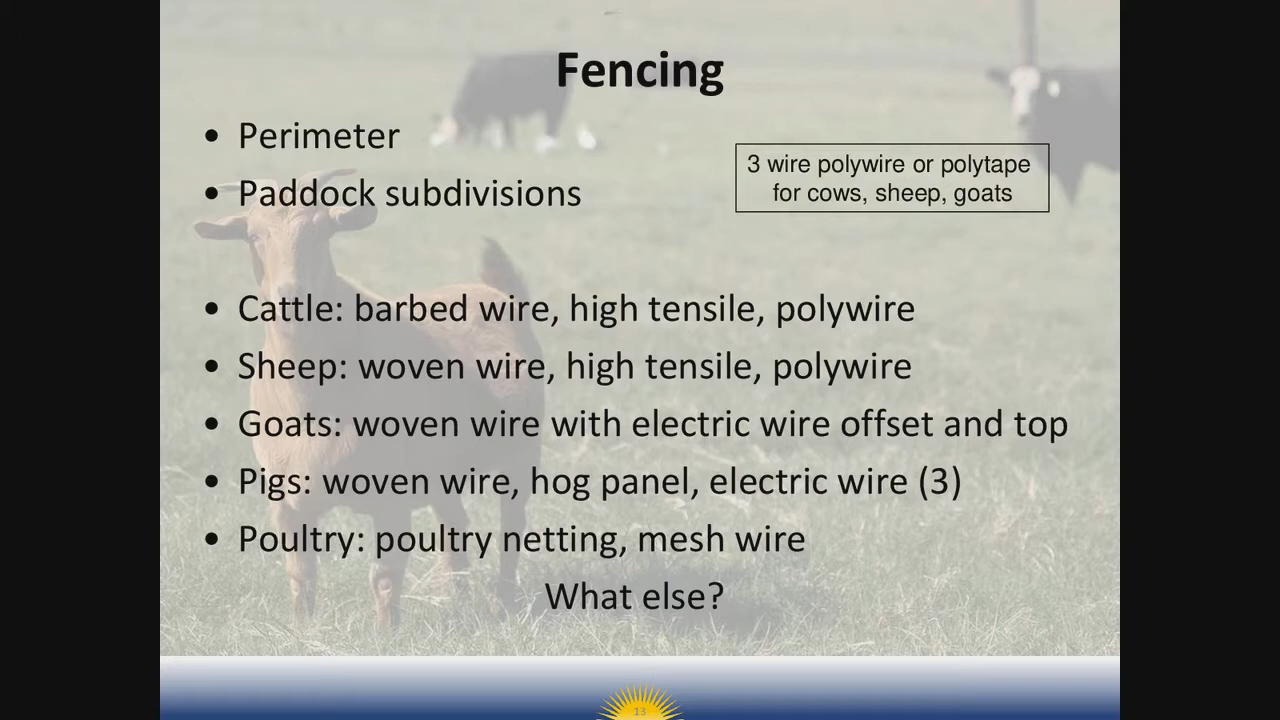 Fencing
• Perimeter
• Paddock subdivisions
3 wire polywire or polytape
for cows, sheep, goats
• Cattle: barbed wire, high tensile, polywire
• Sheep: woven wire, high tensile, polywire
• Goats: woven wire with electric wire offset and top
• Pigs: woven wire, hog panel, electric wire (3)
• Poultry: poultry netting, mesh wire
What else?
13